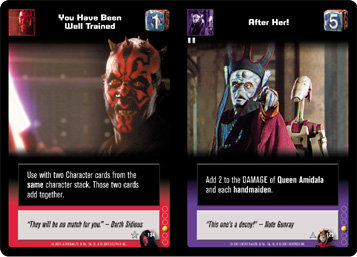 You Have Been
Well Trained
1
Use with two Character cards from the
same character stack. Those two cards
add together.
"They will be no match for you." – Darth Sidious
After Her!
5
Add 2 to the DAMAGE of Queen Amidala
and each handmaiden.
"This one's a decoy!" – Nute Gunray